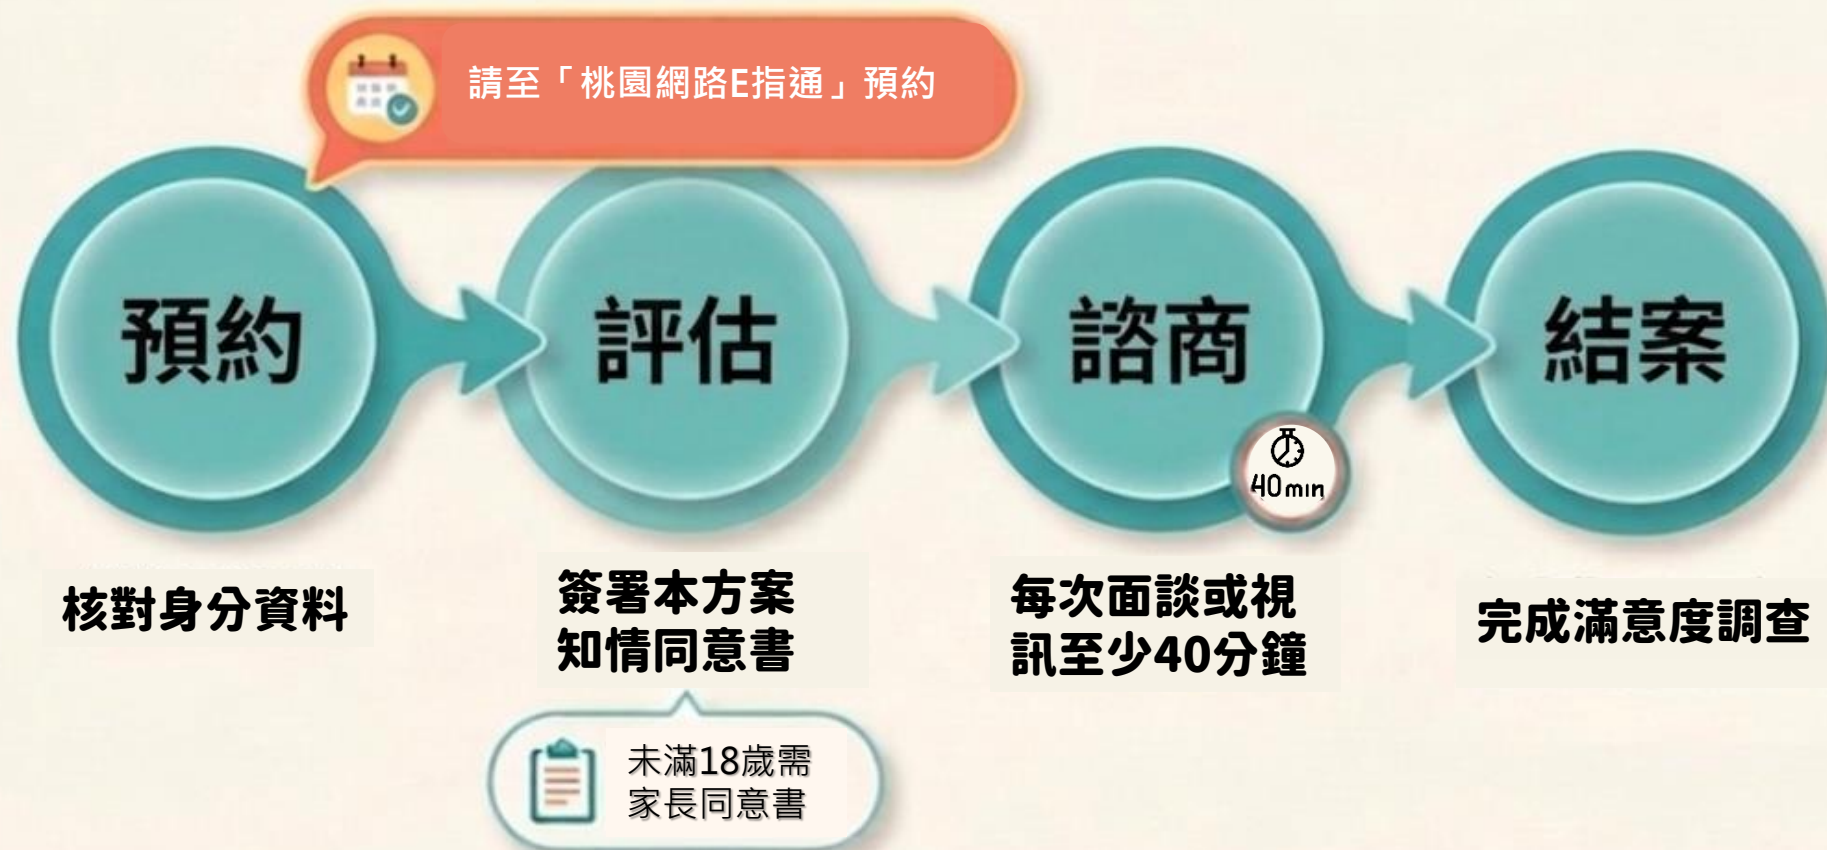 請至「桃園網路E指通」預約
預約
評估
諮商
結案
40min
核對身分資料
簽署本方案
知情同意書
每次面談或視
訊至少40分鐘
完成滿意度調查
未滿18歲需
家長同意書